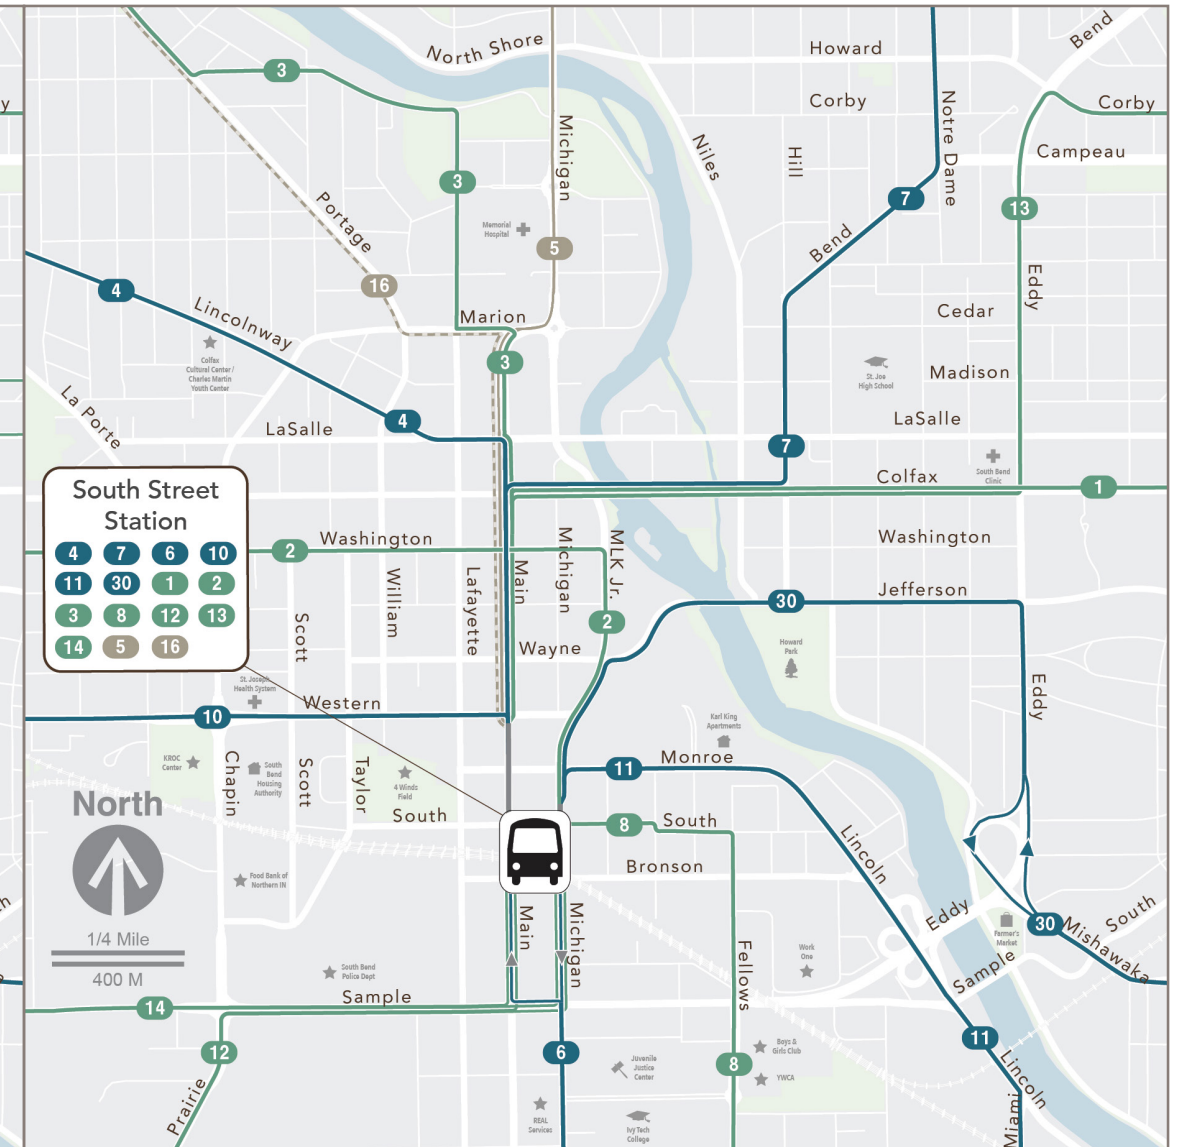 North Shore
Howard
Bend
3
Corby
Corby
y
Michigan
Notre Dame
Niles
Hill
Campeau
3
7
13
Portage
Memorial
Hospital
5
Bend
Eddy
4
16
Lincolnway
Marion
Cedar
Colfax
Cultural Center /
Charles Martin
Youth Center
3
St. Joe
High School
Madison
La Porte
4
LaSalle
LaSalle
7
South Bend
Clinic
Colfax
1
South Street
Station
4 7 6 10
11 30 1 2
3 8 12 13
14 5 16
2
Washington
Washington
Michigan
MLK Jr.
Main
Lafayette
William
Scott
Jefferson
30
2
Howard
Park
Wayne
St. Joseph
Health System
Western
10
Eddy
Karl King
Apartments
KROC
Center
Chapin
South
Bend
Housing
Authority
Scott
Taylor
4 Winds
Field
11
Monroe
North
South
8
South
Lincoln
Bronson
Food Bank of
Northern IN
h
Main
Michigan
Eddy
Farmer's
Market
30
Mishawaka
South
1/4 Mile
400 M
South Bend
Police Dept
Fellows
Work
One
Sample
Sample
14
12
6
11
Boys &
Girls Club
Juvenile
Justice
Center
8
YWCA
Lincoln
Prairie
REAL
Services
Ivy Tech
College
Miami